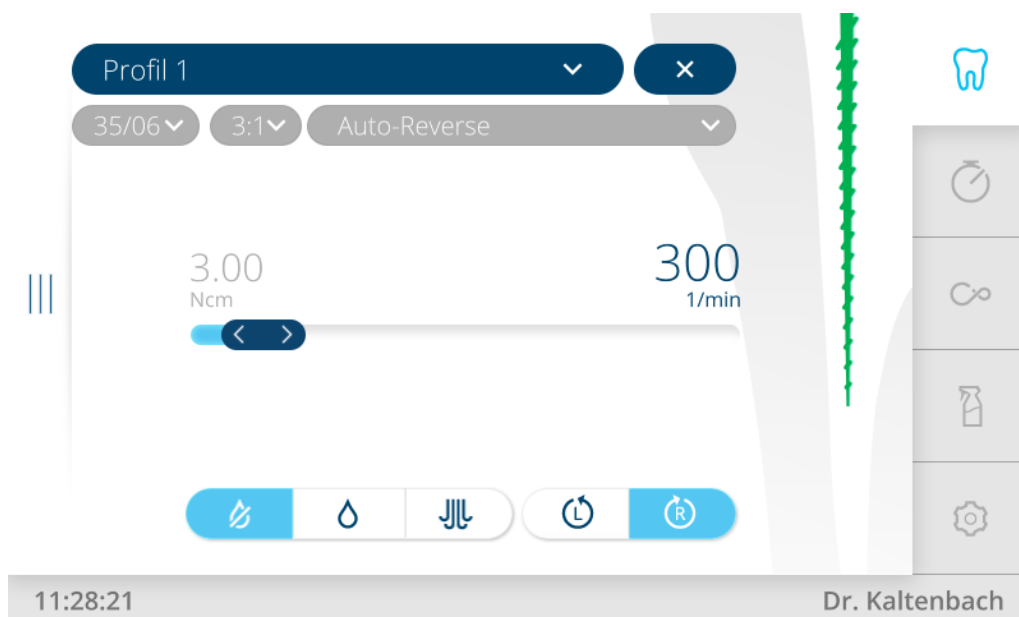 Profil 1
35/06 3:1 Auto-Reverse
3.00 300
Ncm 1/min
L R
11:28:21 Dr. Kaltenbach